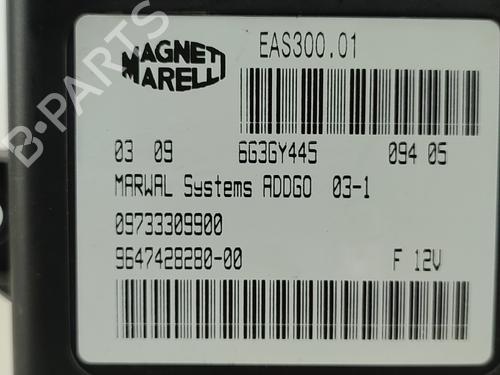 MAGNETI
MARELLI
EAS300.01
03 09 6G3GY445 094 05
MARWAL Systems ADDGO 03-1
09733309900
9647428280-00 F 12V
B-PARTS